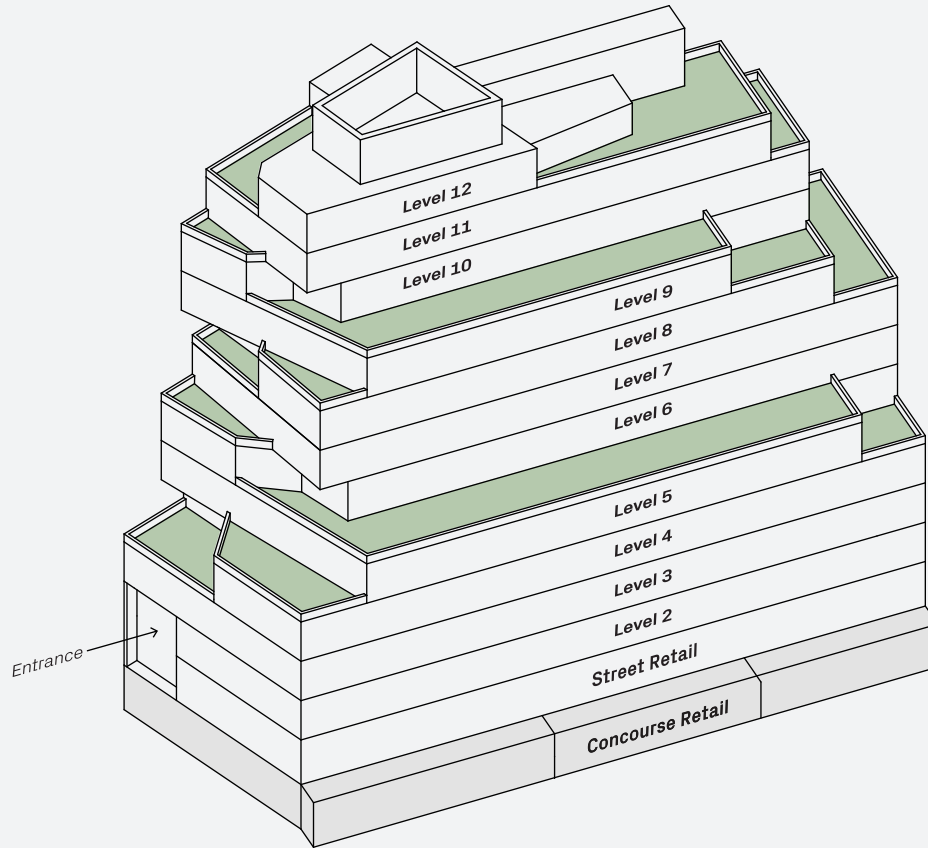 Level 12
Level 11
Level 10
Level 9
Level 8
Level 7
Level 6
Level 5
Level 4
Level 3
Level 2
Entrance
Street Retail
Concourse Retail